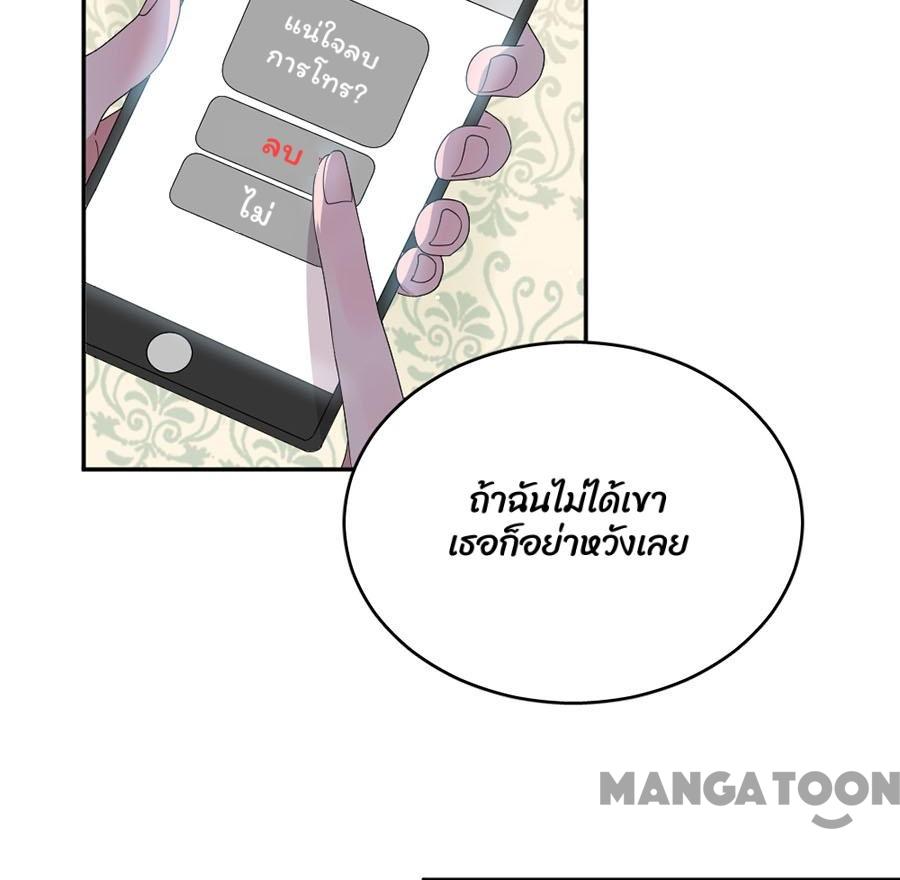 แน่ใจลบ
การโทร?
ลบ
ไม่
ถ้าฉันไม่ได้เขา
เธอก็อย่าหวังเลย
MANGATOON